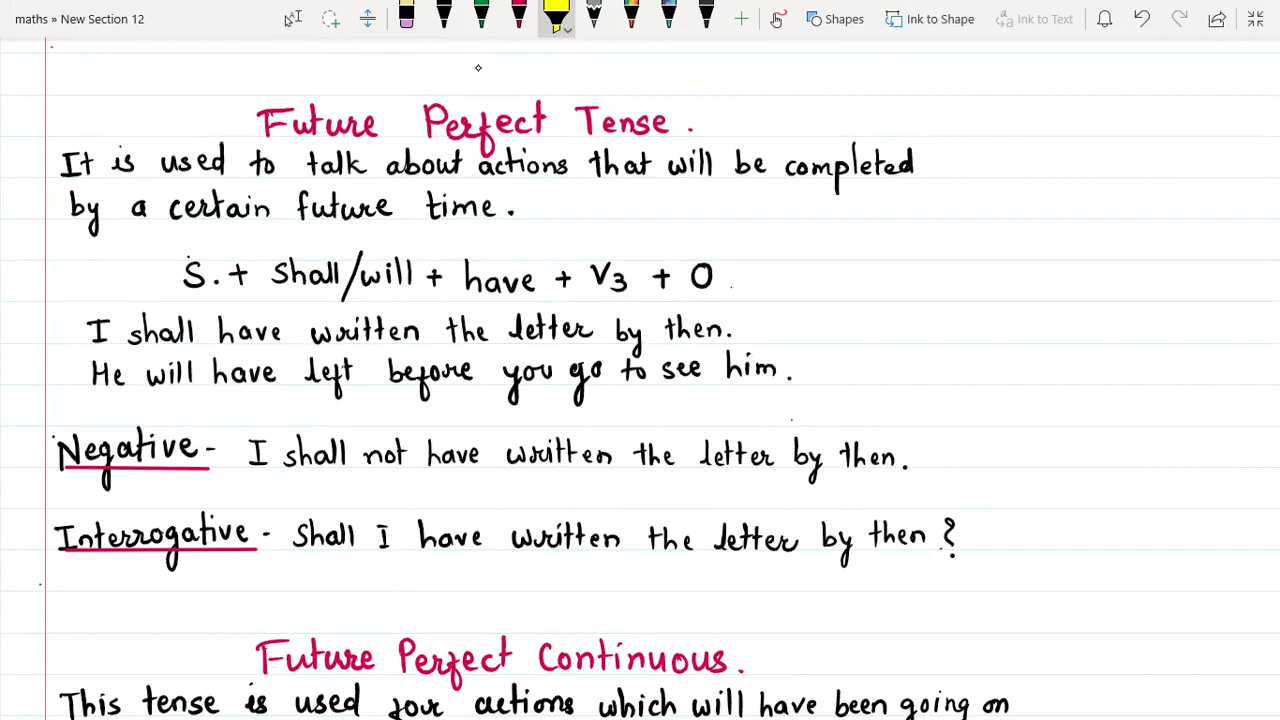 maths » New Section 12
Shapes
Ink to Shape
Ink to Text
Future Perfect Tense.
It is used to talk about actions that will be completed
by a certain future time.
S. + Shall/will + have + V3 + O
I shall have written the letter by then.
He will have left before you go to see him.
Negative - I shall not have written the letter by then.
Interrogative - Shall I have written the letter by then?
Future Perfect Continuous.
This tense is used for actions which will have been going on